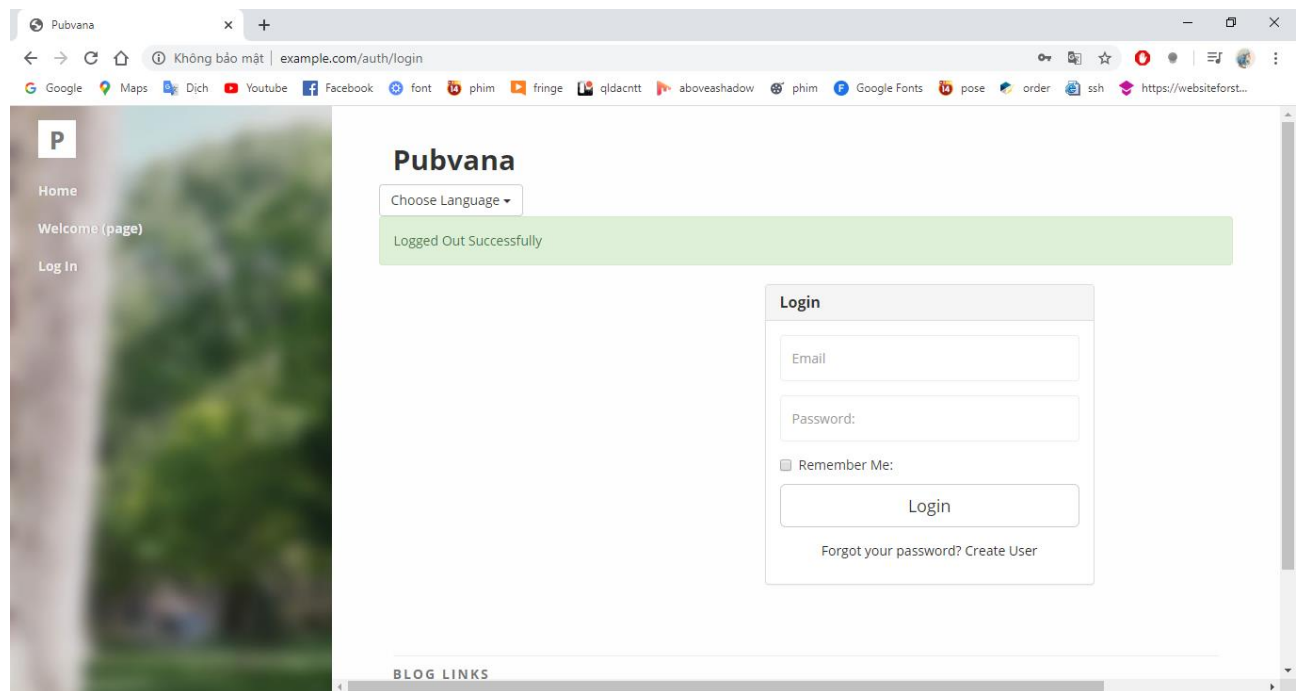 Pubvana
Không bảo mật | example.com/auth/login
Google Maps Dịch Youtube Facebook font phim fringe qldacntt aboveashadow phim Google Fonts pose order ssh https://websiteforst...
P
Home
Welcome (page)
Log In
Pubvana
Choose Language
Logged Out Successfully
Login
Email
Password:
Remember Me:
Login
Forgot your password? Create User
BLOG LINKS